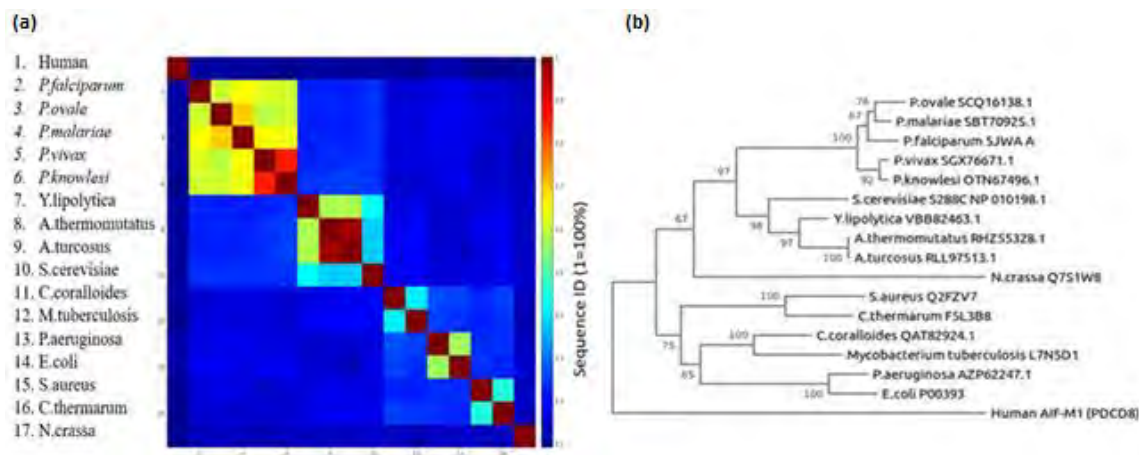 (a)
1. Human
2. P.falciparum
3. P.ovale
4. P.malariae
5. P.vivax
6. P.knowlesi
7. Y.lipolytica
8. A.thermomutatus
9. A.turcosus
10. S.cerevisiae
11. C.coralloides
12. M.tuberculosis
13. P.aeruginosa
14. E.coli
15. S.aureus
16. C.thermarum
17. N.crassa
Sequence ID (1=100%)
(b)
P.ovale SCQ16138.1
P.malariae SBT70925.1
P.falciparum SJWA A
P.vivax SGX76671.1
P.knowlesi OTN67496.1
S.cerevisiae S288C NP 010198.1
Y.lipolytica VBB82463.1
A.thermomutatus RHZ55328.1
A.turcosus RLL97513.1
N.crassa Q7S1W8
S.aureus Q2FZV7
C.thermarum F5L3B8
C.coralloides QAT82924.1
Mycobacterium tuberculosis L7N5D1
P.aeruginosa AZP62247.1
E.coli P00393
Human AIF-M1 (PDCD8)
76
67
100
92
97
98
97
100
67
100
75
100
65
100